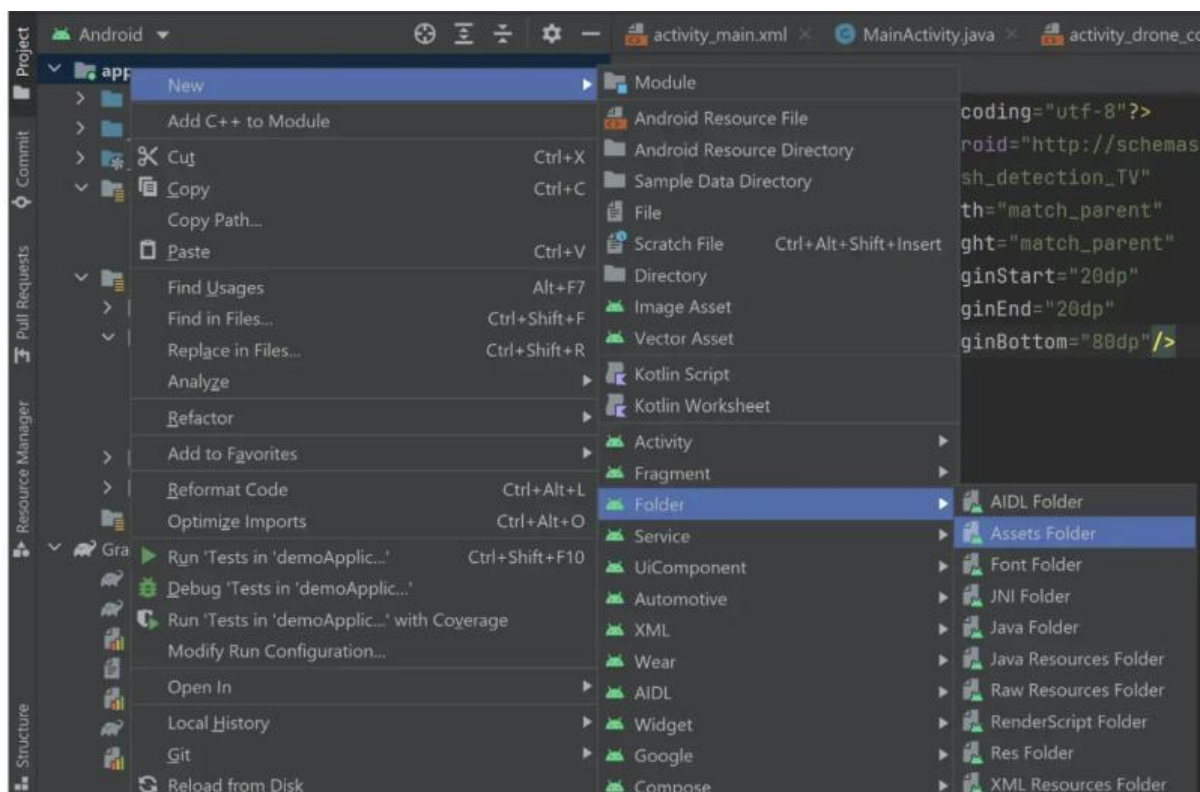 Project
Commit
Pull Requests
Resource Manager
Structure
Android
app
Gra
New
Add C++ to Module
Cut Ctrl+X
Copy Ctrl+C
Copy Path...
Paste Ctrl+V
Find Usages Alt+F7
Find in Files... Ctrl+Shift+F
Replace in Files... Ctrl+Shift+R
Analyze
Refactor
Add to Favorites
Reformat Code Ctrl+Alt+L
Optimize Imports Ctrl+Alt+O
Run 'Tests in 'demoApplic...' Ctrl+Shift+F10
Debug 'Tests in 'demoApplic...'
Run 'Tests in 'demoApplic...' with Coverage
Modify Run Configuration...
Open In
Local History
Git
Reload from Disk
Module
Android Resource File
Android Resource Directory
Sample Data Directory
File
Scratch File Ctrl+Alt+Shift+Insert
Directory
Image Asset
Vector Asset
Kotlin Script
Kotlin Worksheet
Activity
Fragment
Folder
Service
UiComponent
Automotive
XML
Wear
AIDL
Widget
Google
Compose
AIDL Folder
Assets Folder
Font Folder
JNI Folder
Java Folder
Java Resources Folder
Raw Resources Folder
RenderScript Folder
Res Folder
XML Resources Folder
activity_main.xml MainActivity.java activity_drone_co
coding="utf-8"?>
roid="http://schemas
sh_detection_TV"
th="match_parent"
ght="match_parent"
ginStart="20dp"
ginEnd="20dp"
ginBottom="80dp"/>